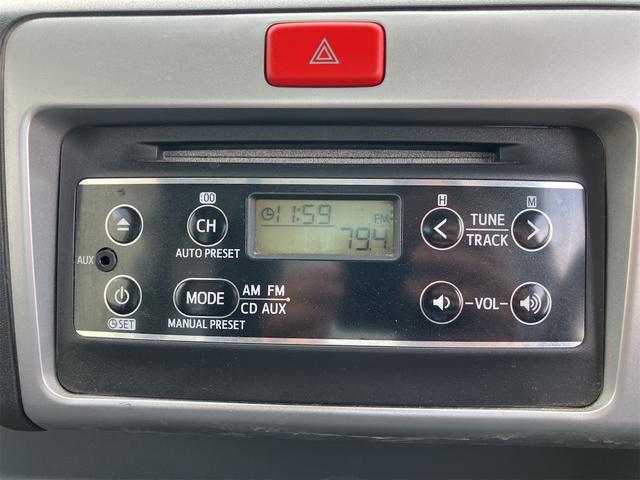 :00
H
M
11:59
FM
79.4
CH
AUTO PRESET
< TUNE >
TRACK
AUX
MODE
AM FM
CD AUX
MANUAL PRESET
SET
-VOL-